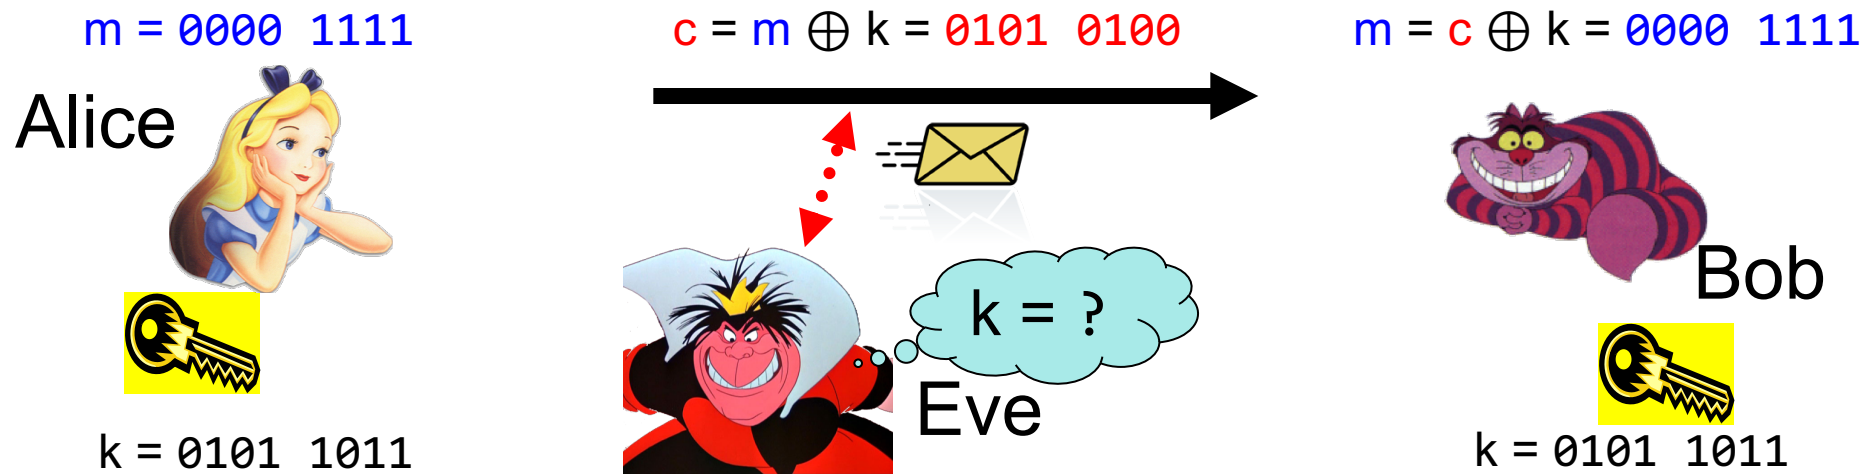 m = 0000 1111
c = m ⊕ k = 0101 0100
m = c ⊕ k = 0000 1111
Alice
k = ?
Bob
Eve
k = 0101 1011
k = 0101 1011